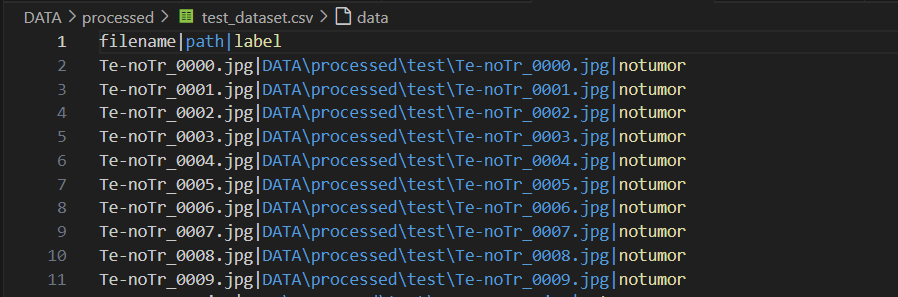 DATA > processed > test_dataset.csv > data
1 filename|path|label
2 Te-noTr_0000.jpg|DATA\processed\test\Te-noTr_0000.jpg|notumor
3 Te-noTr_0001.jpg|DATA\processed\test\Te-noTr_0001.jpg|notumor
4 Te-noTr_0002.jpg|DATA\processed\test\Te-noTr_0002.jpg|notumor
5 Te-noTr_0003.jpg|DATA\processed\test\Te-noTr_0003.jpg|notumor
6 Te-noTr_0004.jpg|DATA\processed\test\Te-noTr_0004.jpg|notumor
7 Te-noTr_0005.jpg|DATA\processed\test\Te-noTr_0005.jpg|notumor
8 Te-noTr_0006.jpg|DATA\processed\test\Te-noTr_0006.jpg|notumor
9 Te-noTr_0007.jpg|DATA\processed\test\Te-noTr_0007.jpg|notumor
10 Te-noTr_0008.jpg|DATA\processed\test\Te-noTr_0008.jpg|notumor
11 Te-noTr_0009.jpg|DATA\processed\test\Te-noTr_0009.jpg|notumor